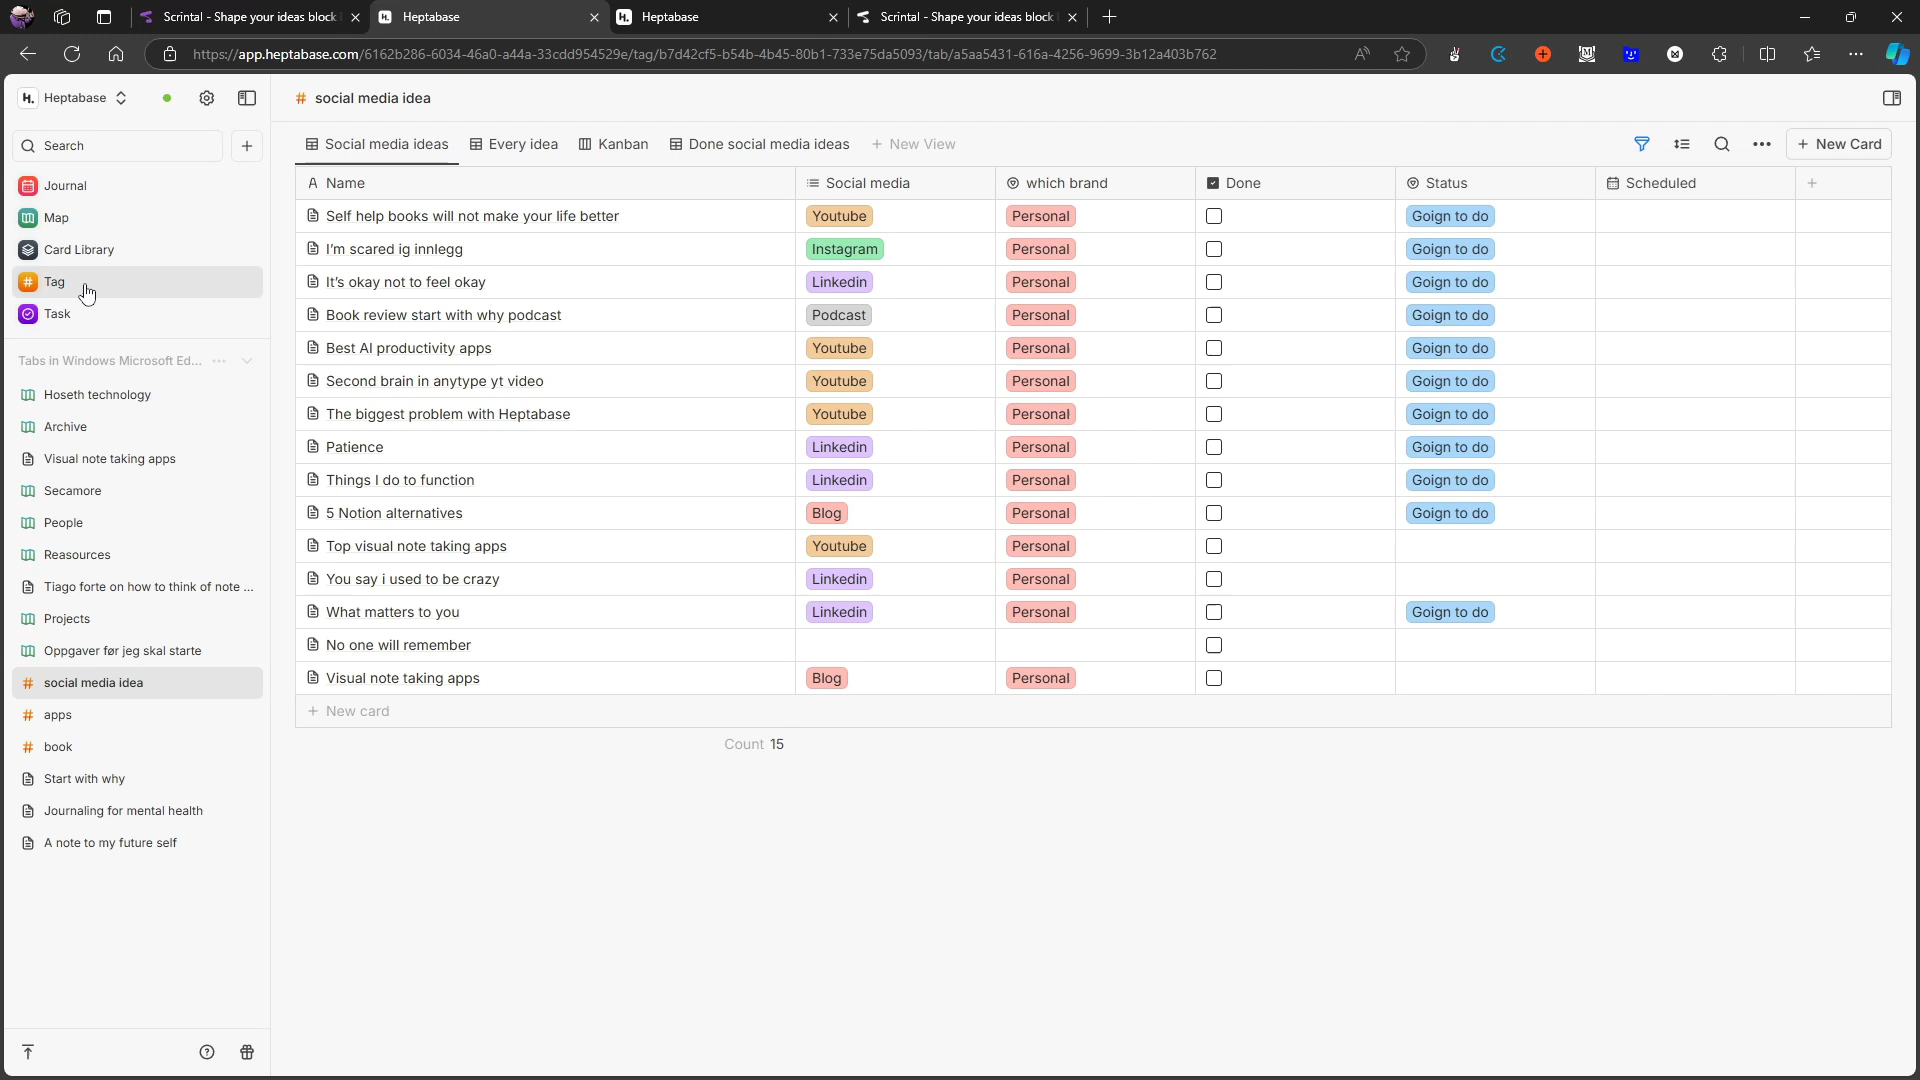 Scrintal - Shape your ideas block
Heptabase
Heptabase
Scrintal - Shape your ideas block
https://app.heptabase.com/6162b286-6034-46a0-a44a-33cdd954529e/tag/b7d42cf5-b54b-4b45-80b1-733e75da5093/tab/a5aa5431-616a-4256-9699-3b12a403b762
Heptabase
Search
Journal
Map
Card Library
Tag
Task
Tabs in Windows Microsoft Ed...
Hoseth technology
Archive
Visual note taking apps
Secamore
People
Reasources
Tiago forte on how to think of note ...
Projects
Oppgaver før jeg skal starte
# social media idea
# apps
# book
Start with why
Journaling for mental health
A note to my future self
# social media idea
Social media ideas Every idea Kanban Done social media ideas + New View
+ New Card
Name Social media which brand Done Status Scheduled
Self help books will not make your life better Youtube Personal Goign to do
I'm scared ig innlegg Instagram Personal Goign to do
It's okay not to feel okay Linkedin Personal Goign to do
Book review start with why podcast Podcast Personal Goign to do
Best AI productivity apps Youtube Personal Goign to do
Second brain in anytype yt video Youtube Personal Goign to do
The biggest problem with Heptabase Youtube Personal Goign to do
Patience Linkedin Personal Goign to do
Things I do to function Linkedin Personal Goign to do
5 Notion alternatives Blog Personal Goign to do
Top visual note taking apps Youtube Personal
You say i used to be crazy Linkedin Personal
What matters to you Linkedin Personal Goign to do
No one will remember
Visual note taking apps Blog Personal
+ New card
Count 15